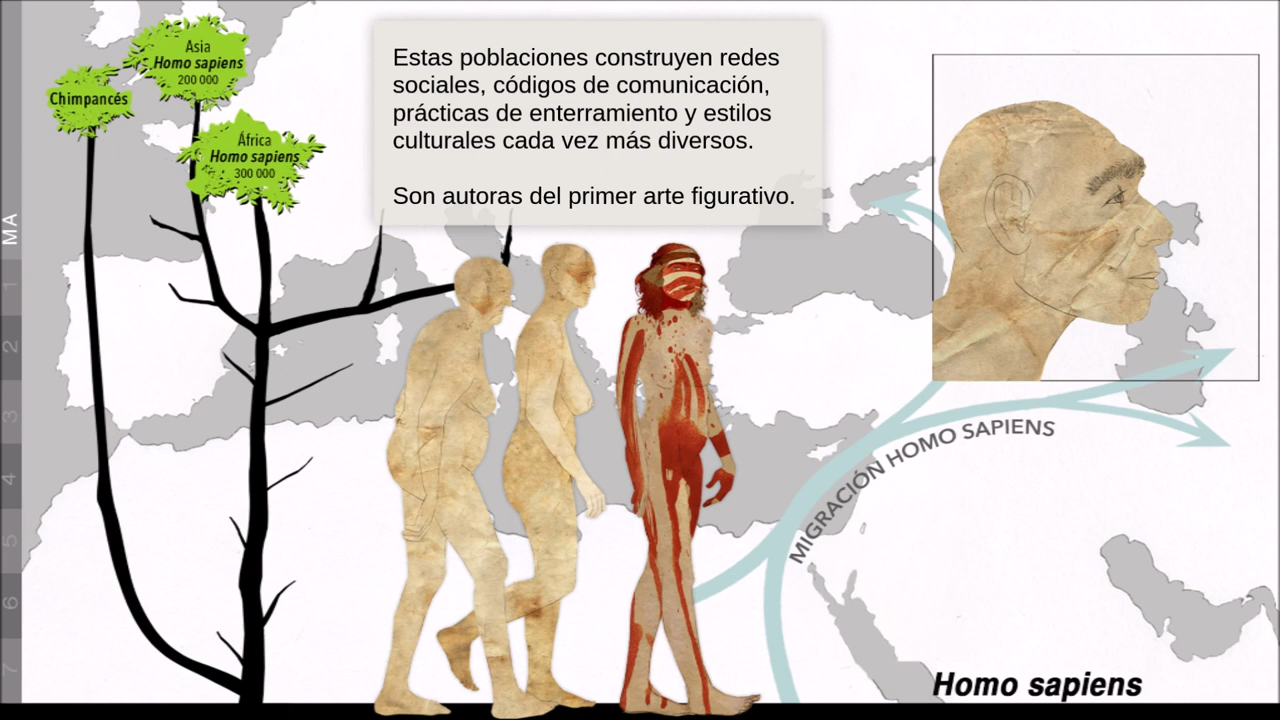 Asia
Homo sapiens
200 000
Chimpancés
África
Homo sapiens
300 000
Estas poblaciones construyen redes
sociales, códigos de comunicación,
prácticas de enterramiento y estilos
culturales cada vez más diversos.
Son autoras del primer arte figurativo.
MA
1
2
3
4
5
6
7
MIGRACIÓN HOMO SAPIENS
Homo sapiens